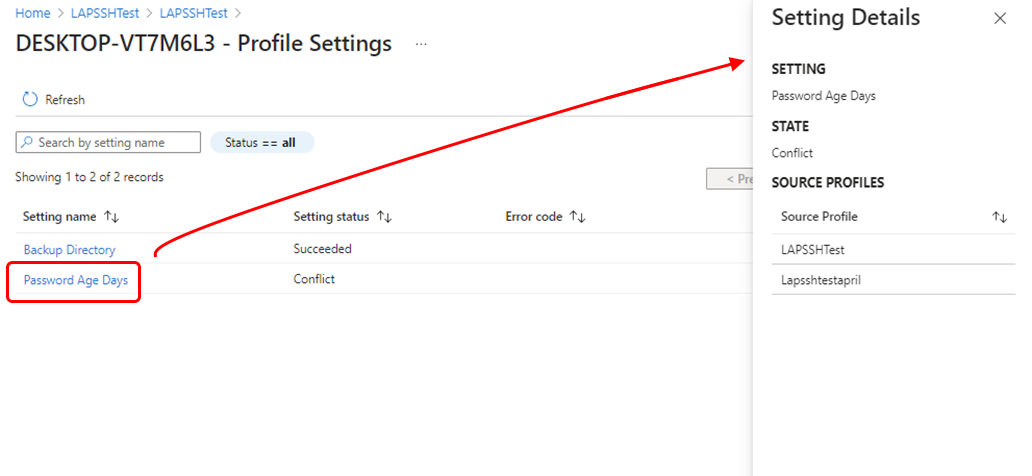 Home > LAPSSHTest > LAPSSHTest >
DESKTOP-VT7M6L3 - Profile Settings ...
Refresh
Search by setting name
Status == all
Showing 1 to 2 of 2 records
< Pre
Setting name ↑↓ Setting status ↑↓ Error code ↑↓
Backup Directory Succeeded
Password Age Days Conflict
Setting Details
SETTING
Password Age Days
STATE
Conflict
SOURCE PROFILES
Source Profile ↑↓
LAPSSHTest
Lapsshtestapril